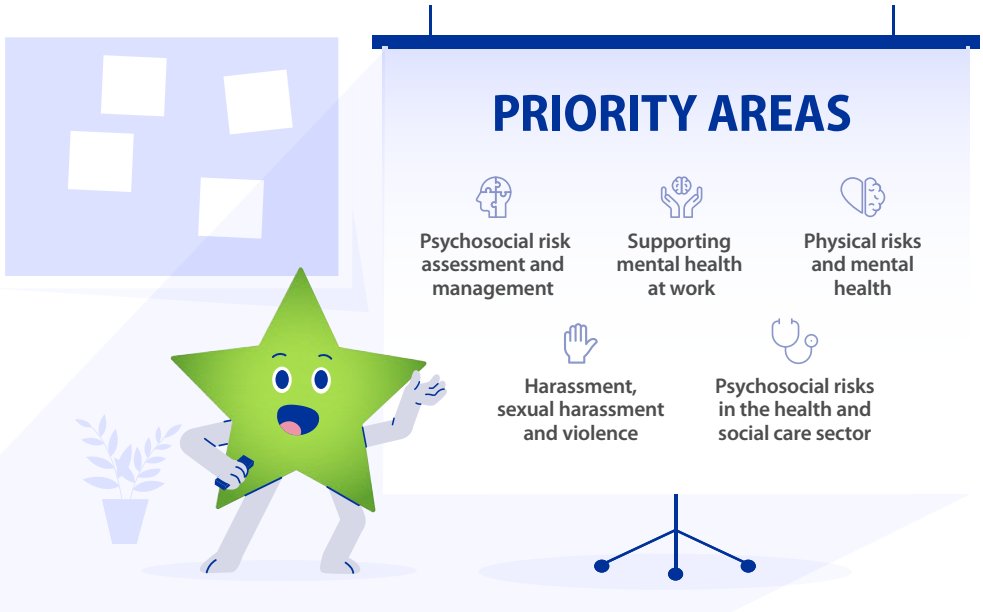 PRIORITY AREAS
Psychosocial risk
assessment and
management
Supporting
mental health
at work
Physical risks
and mental
health
Harassment,
sexual harassment
and violence
Psychosocial risks
in the health and
social care sector